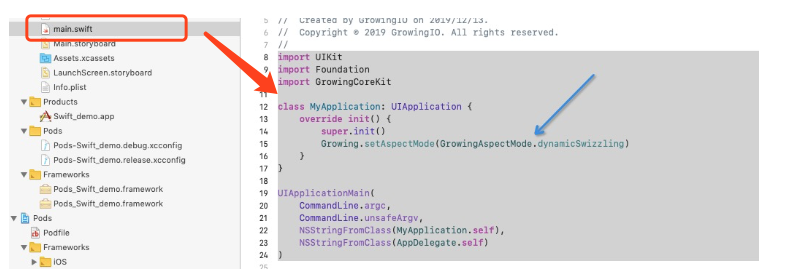 main.swift
Main.storyboard
Assets.xcassets
LaunchScreen.storyboard
Info.plist
Products
Swift_demo.app
Pods
Pods-Swift_demo.debug.xcconfig
Pods-Swift_demo.release.xcconfig
Frameworks
Pods_Swift_demo.framework
Pods_Swift_demo.framework
Pods
Podfile
Frameworks
iOS
5 // Created by GrowingIO on 2019/12/13.
6 // Copyright © 2019 GrowingIO. All rights reserved.
7 //
8 import UIKit
9 import Foundation
import GrowingCoreKit
11
12 class MyApplication: UIApplication {
13 override init() {
14 super.init()
15 Growing.setAspectMode(GrowingAspectMode.dynamicSwizzling)
16 }
17 }
18
19 UIApplicationMain(
20 CommandLine.argc,
21 CommandLine.unsafeArgv,
22 NSStringFromClass(MyApplication.self),
23 NSStringFromClass(AppDelegate.self)
24 )
25